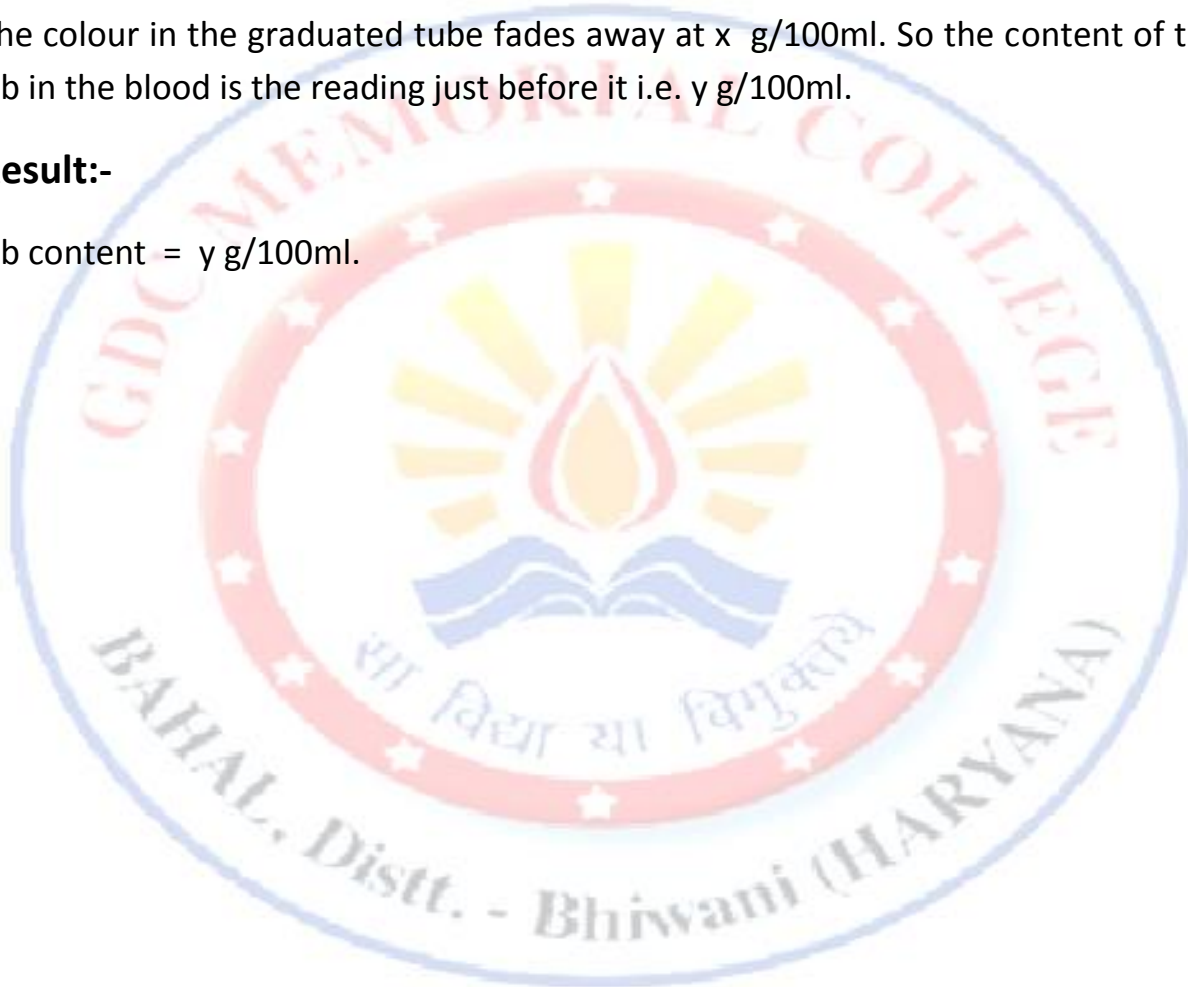 he colour in the graduated tube fades away at x g/100ml. So the content of t
b in the blood is the reading just before it i.e. y g/100ml.
esult:-
b content = y g/100ml.
GDC MEMORIAL COLLEGE
सा विद्या या विमुक्तये
BAHAL, Distt. - Bhiwani (HARYANA)